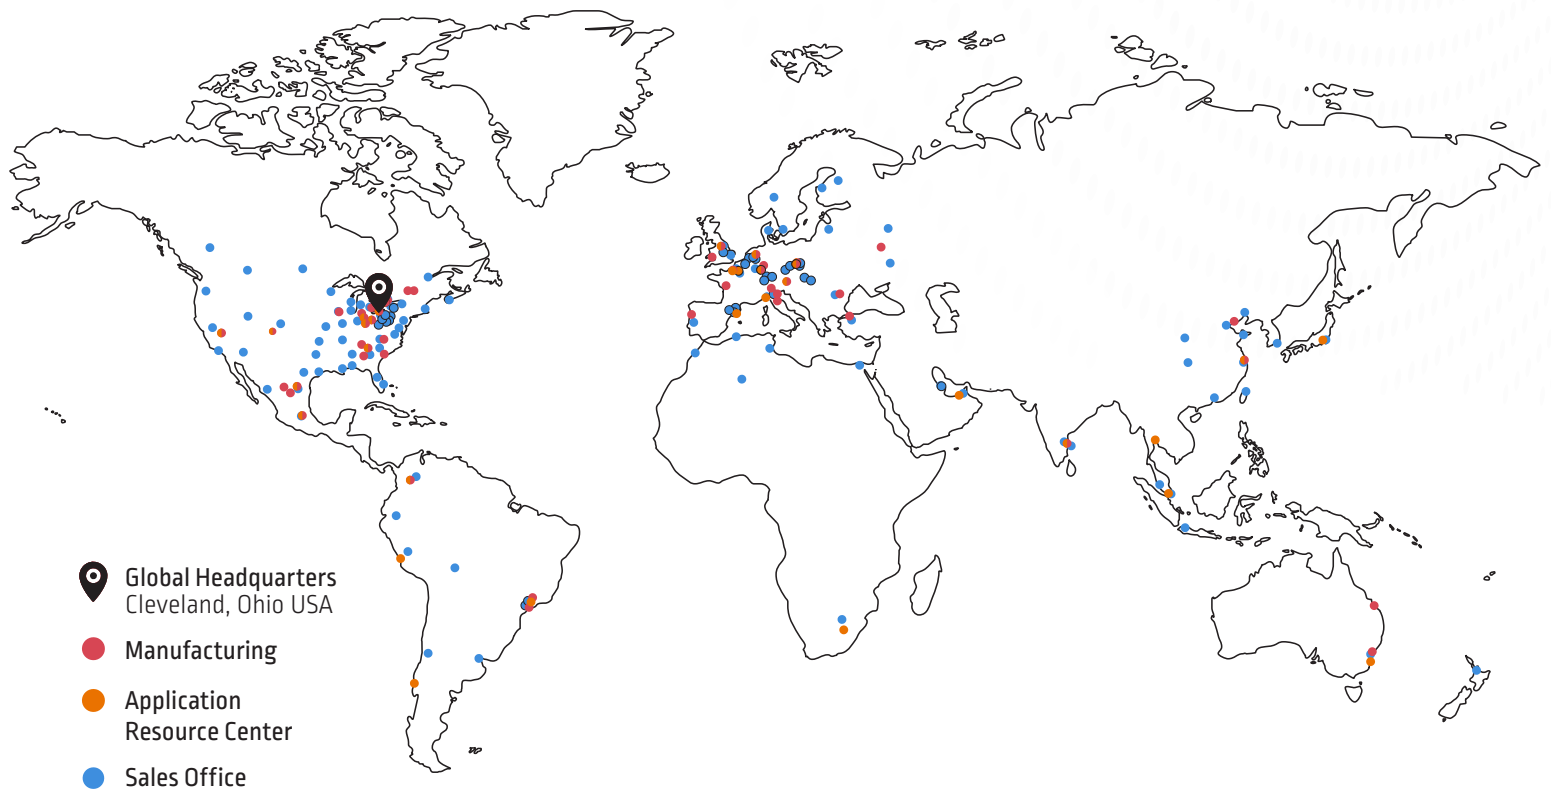 Global Headquarters
Cleveland, Ohio USA
Manufacturing
Application
Resource Center
Sales Office